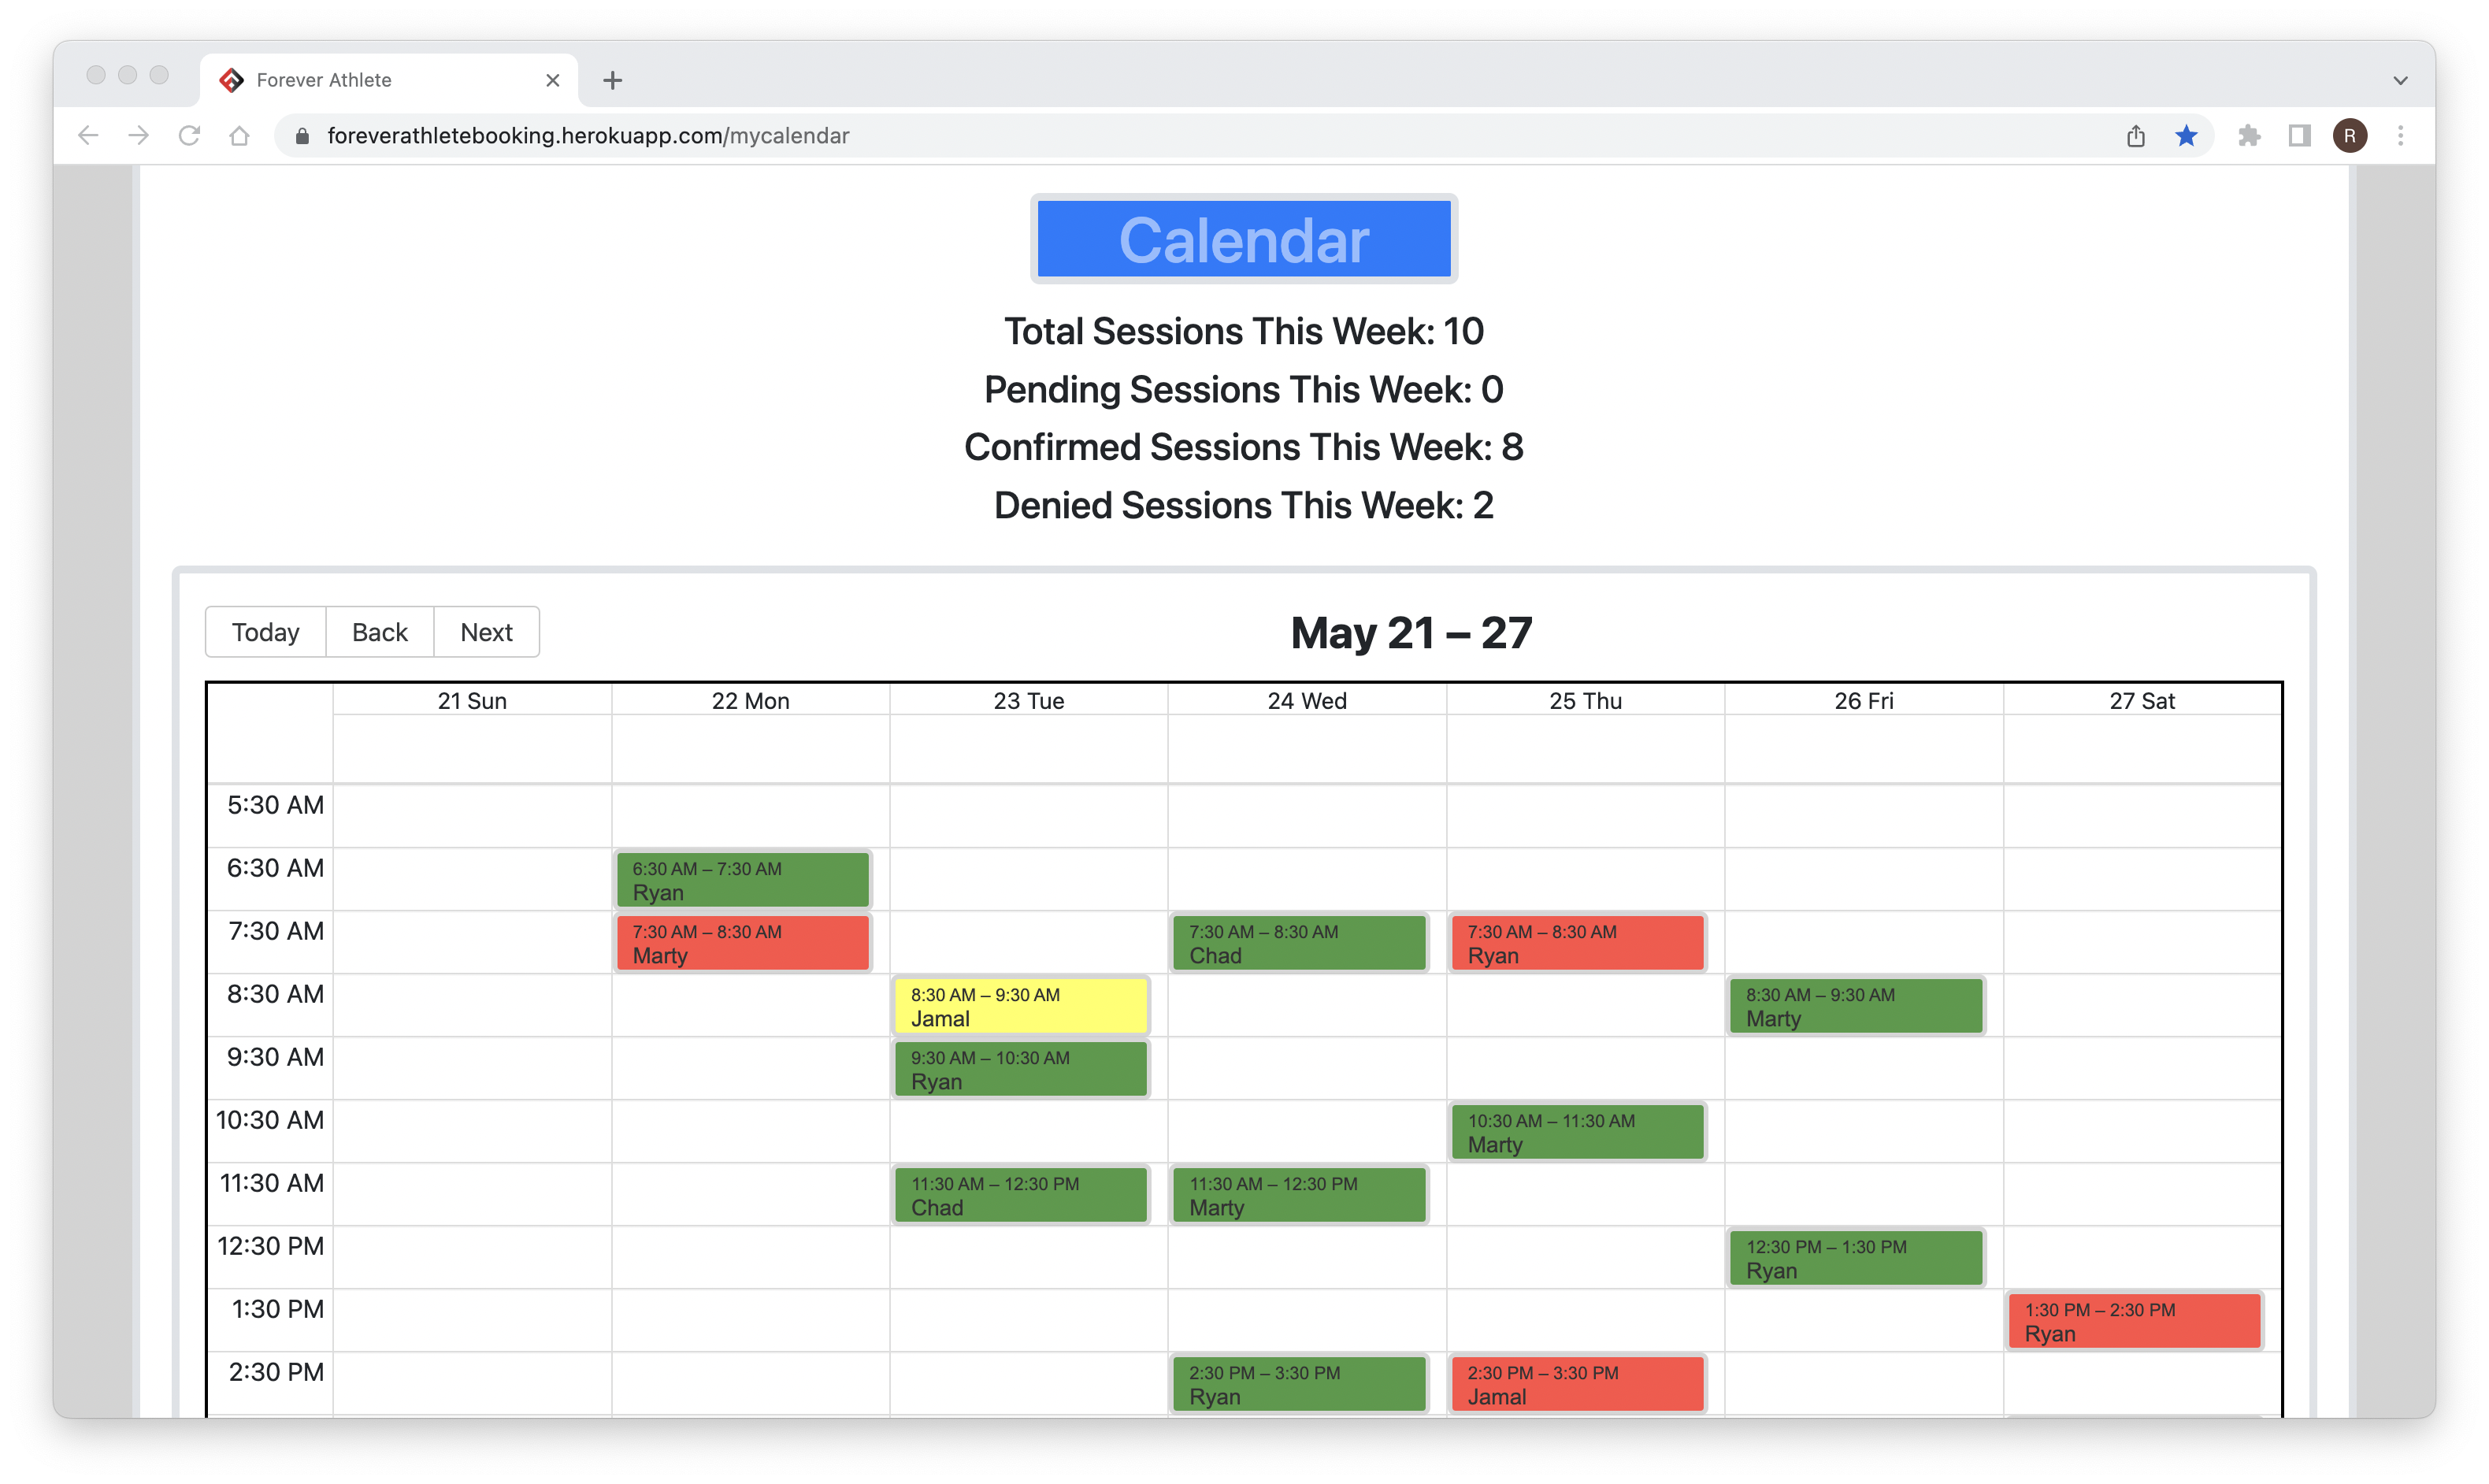 Forever Athlete
foreverathletebooking.herokuapp.com/mycalendar
R
Calendar
Total Sessions This Week: 10
Pending Sessions This Week: 0
Confirmed Sessions This Week: 8
Denied Sessions This Week: 2
Today Back Next
May 21 – 27
21 Sun 22 Mon 23 Tue 24 Wed 25 Thu 26 Fri 27 Sat
5:30 AM
6:30 AM
6:30 AM – 7:30 AM
Ryan
7:30 AM
7:30 AM – 8:30 AM
Marty
7:30 AM – 8:30 AM
Chad
7:30 AM – 8:30 AM
Ryan
8:30 AM
8:30 AM – 9:30 AM
Jamal
8:30 AM – 9:30 AM
Marty
9:30 AM
9:30 AM – 10:30 AM
Ryan
10:30 AM
10:30 AM – 11:30 AM
Marty
11:30 AM
11:30 AM – 12:30 PM
Chad
11:30 AM – 12:30 PM
Marty
12:30 PM
12:30 PM – 1:30 PM
Ryan
1:30 PM
1:30 PM – 2:30 PM
Ryan
2:30 PM
2:30 PM – 3:30 PM
Ryan
2:30 PM – 3:30 PM
Jamal